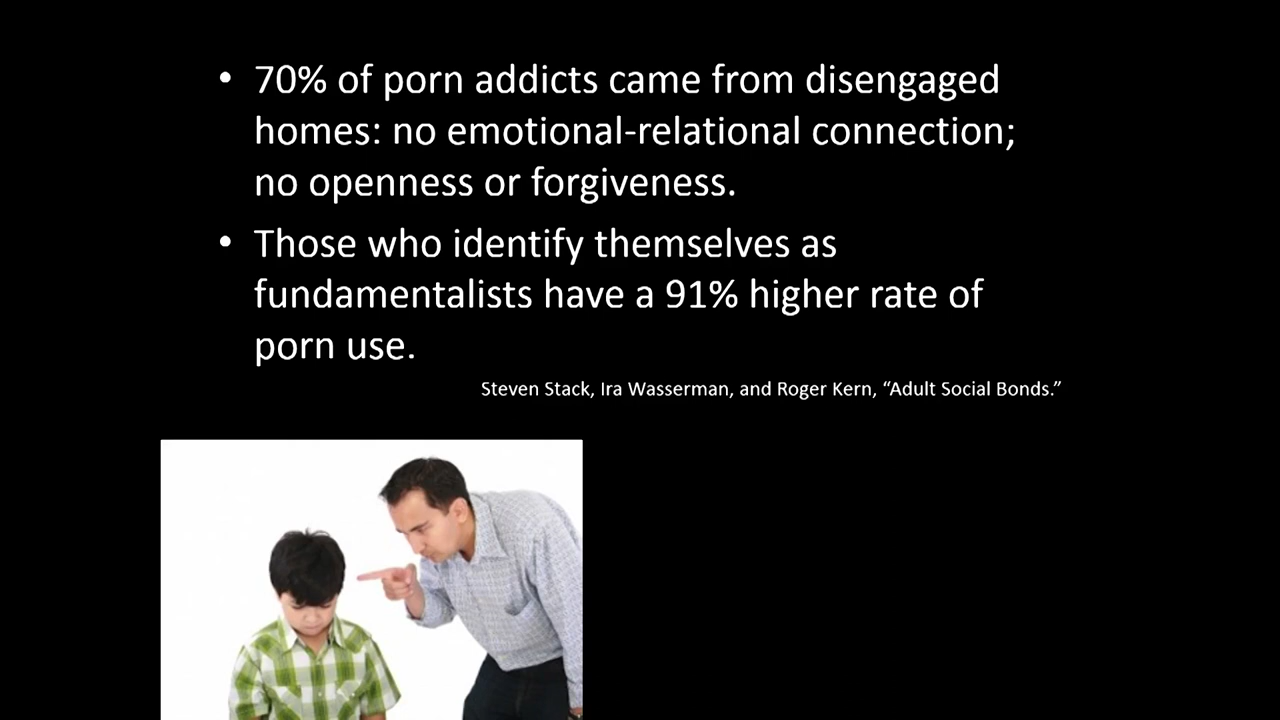 • 70% of porn addicts came from disengaged
homes: no emotional-relational connection;
no openness or forgiveness.
• Those who identify themselves as
fundamentalists have a 91% higher rate of
porn use.
Steven Stack, Ira Wasserman, and Roger Kern, “Adult Social Bonds.”